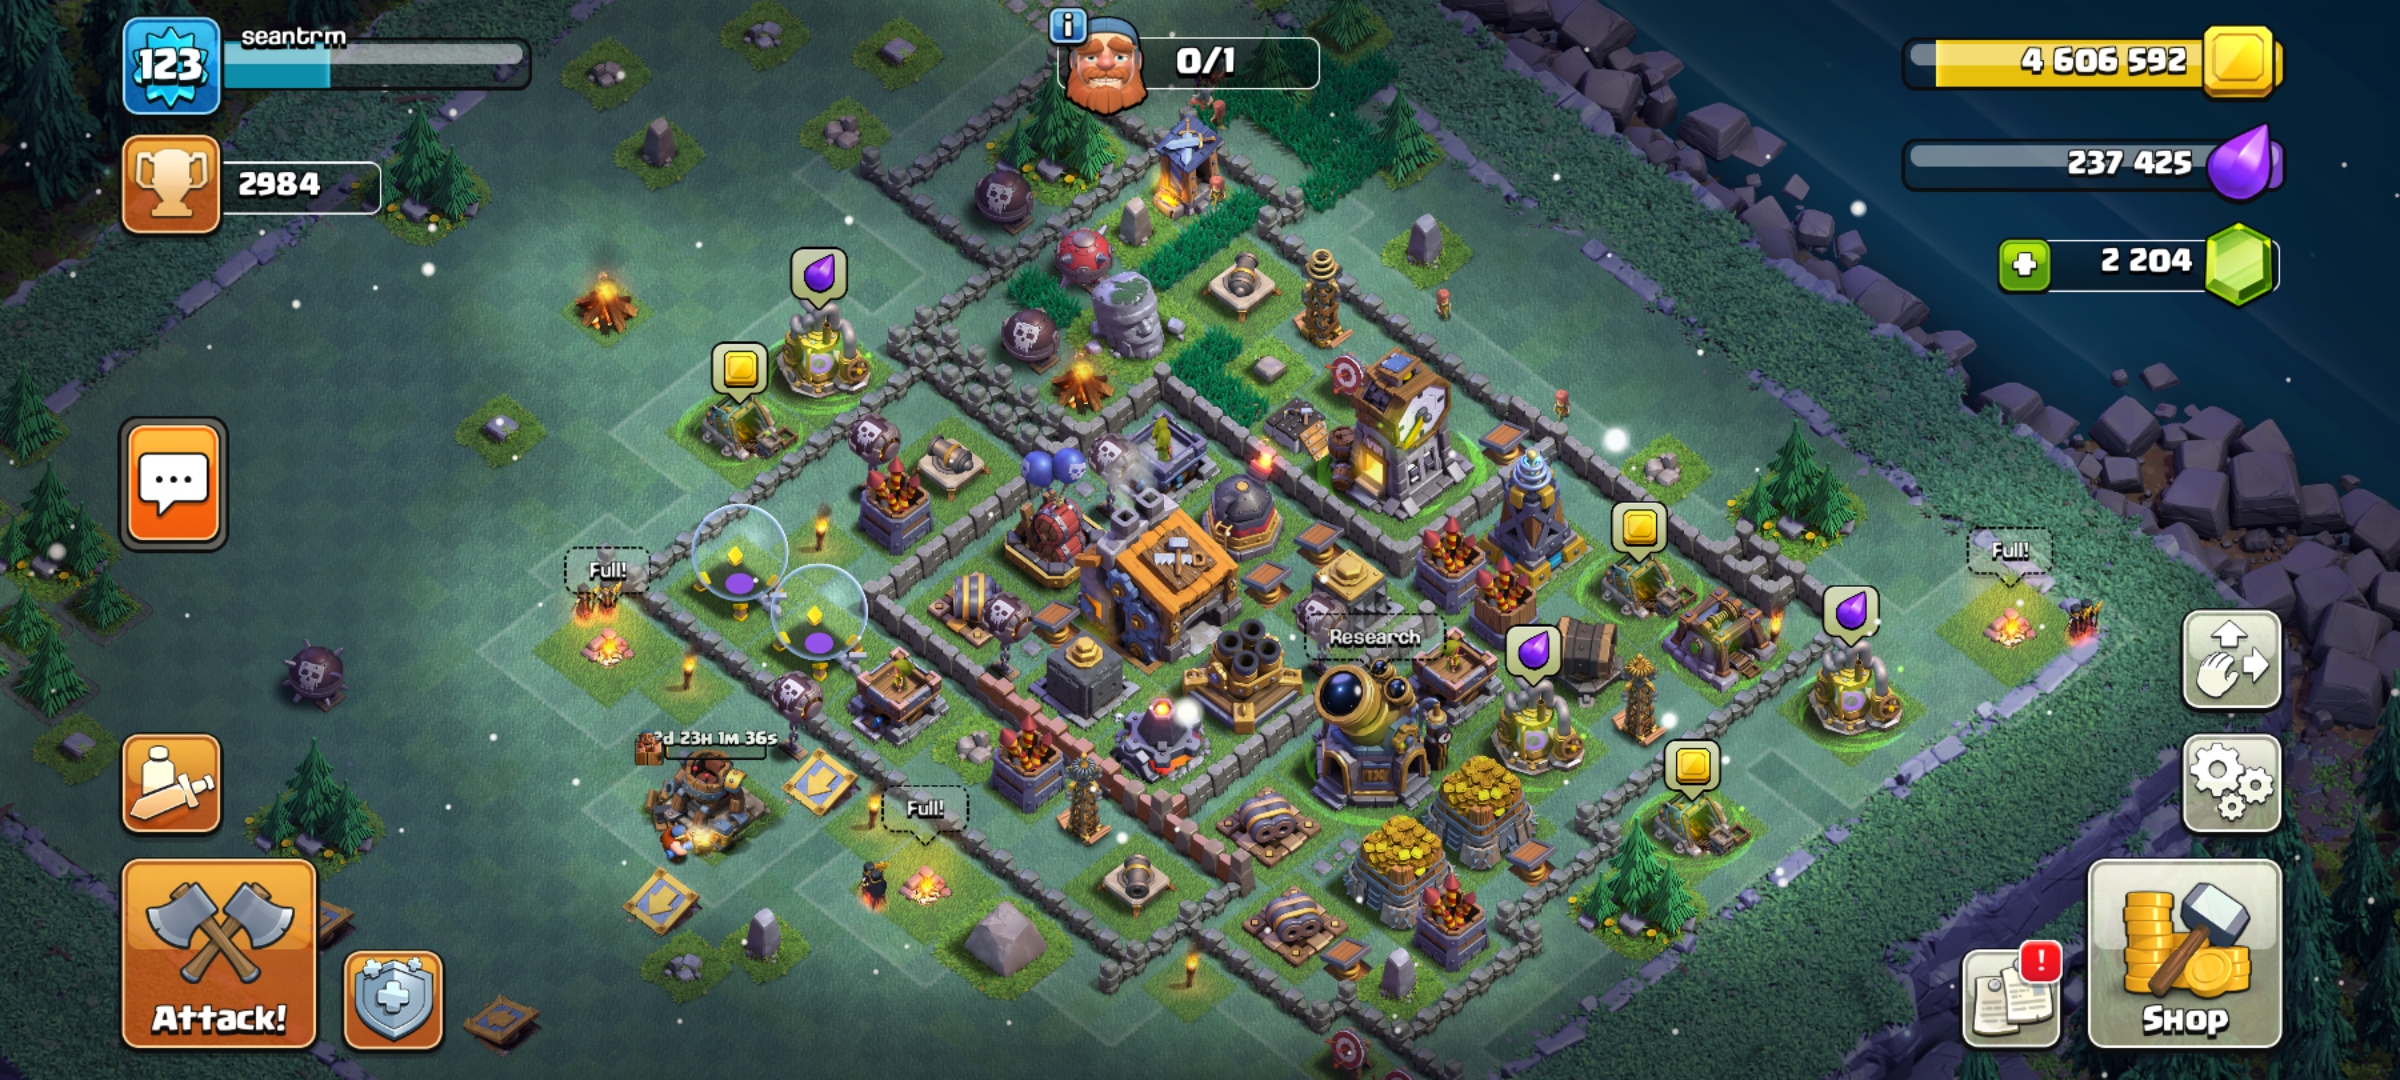 seantrm
123
0/1
4 606 592
2984
237 425
2 204
Full!
Full!
Research
2d 23H 1M 36s
Full!
Attack!
Shop